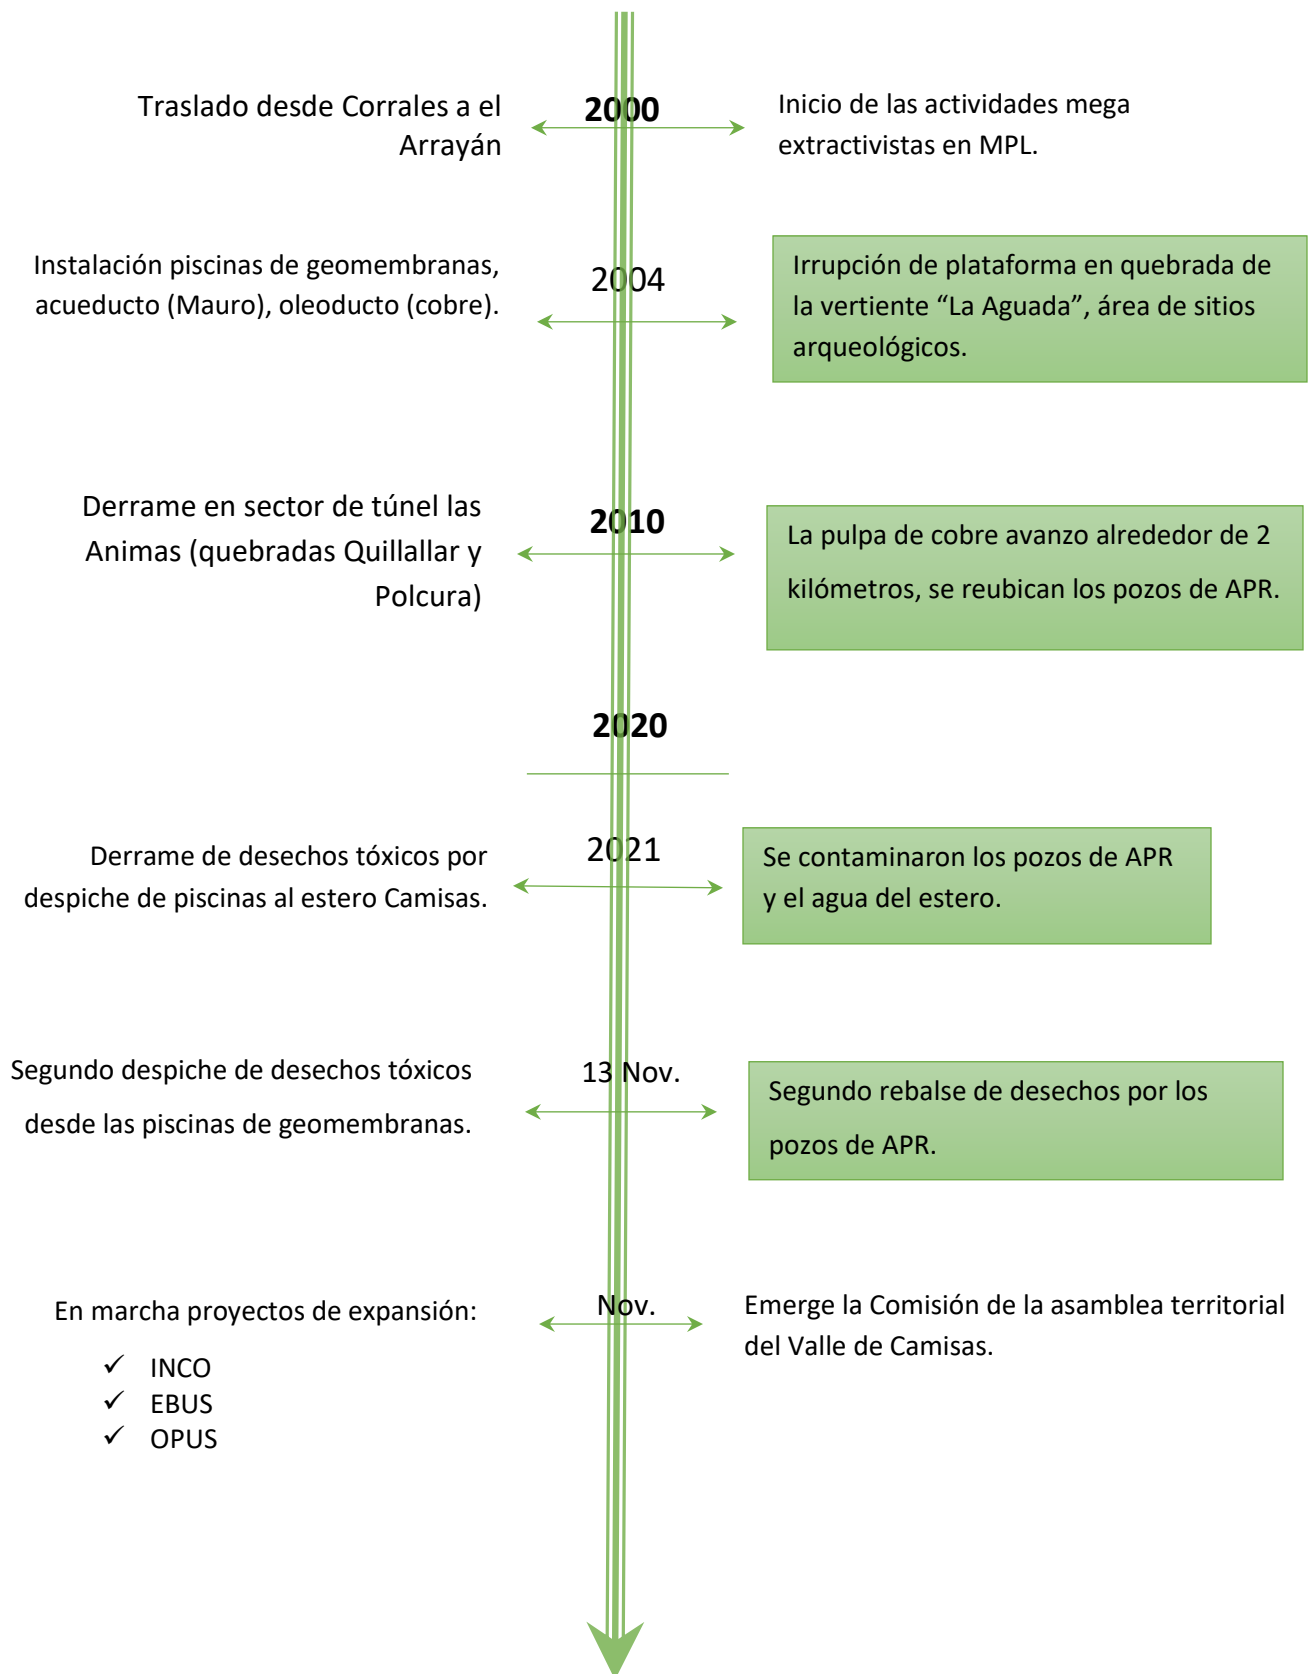 Traslado desde Corrales a el
Arrayán
2000
Inicio de las actividades mega
extractivistas en MPL.
Instalación piscinas de geomembranas,
acueducto (Mauro), oleoducto (cobre).
2004
Irrupción de plataforma en quebrada de
la vertiente “La Aguada”, área de sitios
arqueológicos.
Derrame en sector de túnel las
Animas (quebradas Quillallar y
Polcura)
2010
La pulpa de cobre avanzo alrededor de 2
kilómetros, se reubican los pozos de APR.
2020
Derrame de desechos tóxicos por
despiche de piscinas al estero Camisas.
2021
Se contaminaron los pozos de APR
y el agua del estero.
Segundo despiche de desechos tóxicos
desde las piscinas de geomembranas.
13 Nov.
Segundo rebalse de desechos por los
pozos de APR.
En marcha proyectos de expansión:
✓ INCO
✓ EBUS
✓ OPUS
Nov.
Emerge la Comisión de la asamblea territorial
del Valle de Camisas.